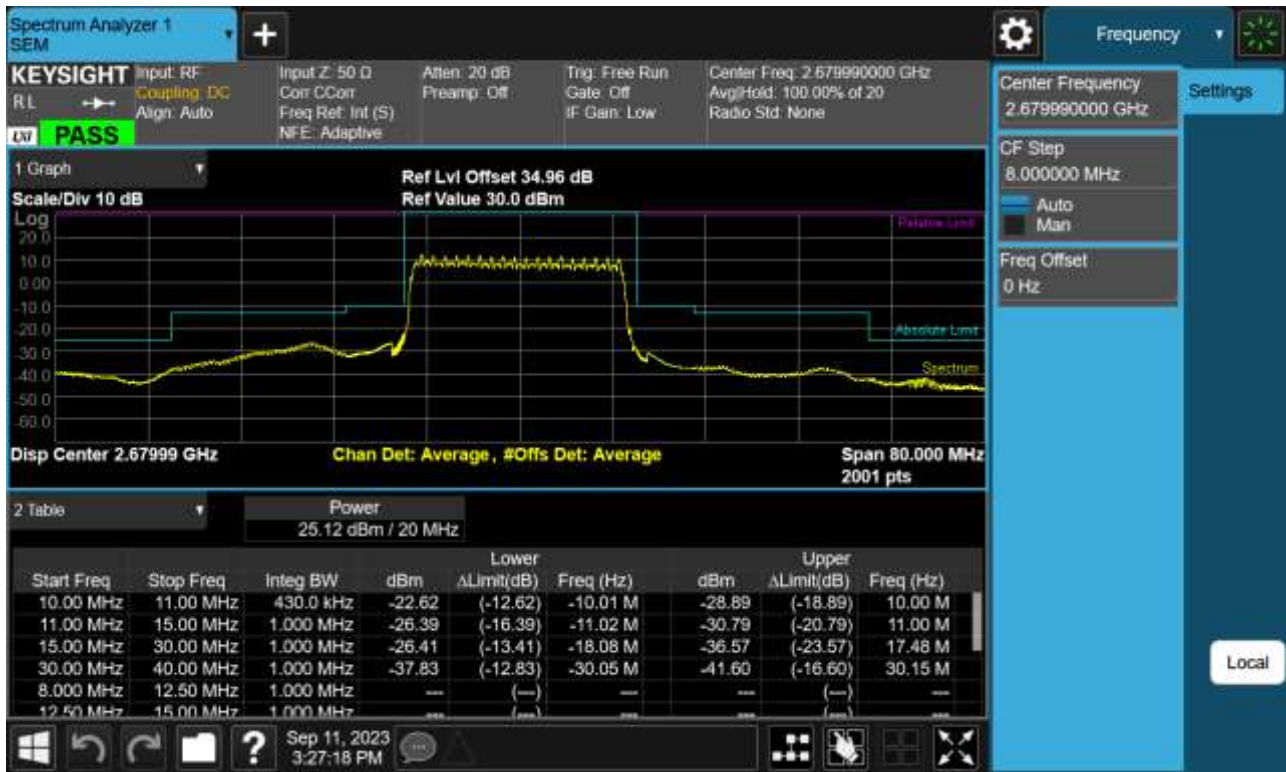 Spectrum Analyzer 1
SEM
Frequency
KEYSIGHT
RL
PASS
Input: RF
Coupling: DC
Align: Auto
Input Z: 50 Ω
Corr CCorr
Freq Ref: Int (S)
NFE: Adaptive
Atten: 20 dB
Preamp: Off
Trig: Free Run
Gate: Off
IF Gain: Low
Center Freq: 2.679990000 GHz
Avg|Hold: 100.00% of 20
Radio Std: None
Center Frequency
2.679990000 GHz
Settings
CF Step
8.000000 MHz
Auto
Man
Freq Offset
0 Hz
Local
1 Graph
Scale/Div 10 dB
Ref Lvl Offset 34.96 dB
Ref Value 30.0 dBm
Log
20.0
10.0
0.00
-10.0
-20.0
-30.0
-40.0
-50.0
-60.0
Relative Limit
Absolute Limit
Spectrum
Disp Center 2.67999 GHz
Chan Det: Average, #Offs Det: Average
Span 80.000 MHz
2001 pts
2 Table
Power
25.12 dBm / 20 MHz
Lower Upper
Start Freq Stop Freq Integ BW dBm ΔLimit(dB) Freq (Hz) dBm ΔLimit(dB) Freq (Hz)
10.00 MHz 11.00 MHz 430.0 kHz -22.62 (-12.62) -10.01 M -28.89 (-18.89) 10.00 M
11.00 MHz 15.00 MHz 1.000 MHz -26.39 (-16.39) -11.02 M -30.79 (-20.79) 11.00 M
15.00 MHz 30.00 MHz 1.000 MHz -26.41 (-13.41) -18.08 M -36.57 (-23.57) 17.48 M
30.00 MHz 40.00 MHz 1.000 MHz -37.83 (-12.83) -30.05 M -41.60 (-16.60) 30.15 M
8.000 MHz 12.50 MHz 1.000 MHz --- (---) --- --- (---) ---
12.50 MHz 15.00 MHz 1.000 MHz --- (---) --- --- (---) ---
Sep 11, 2023
3:27:18 PM